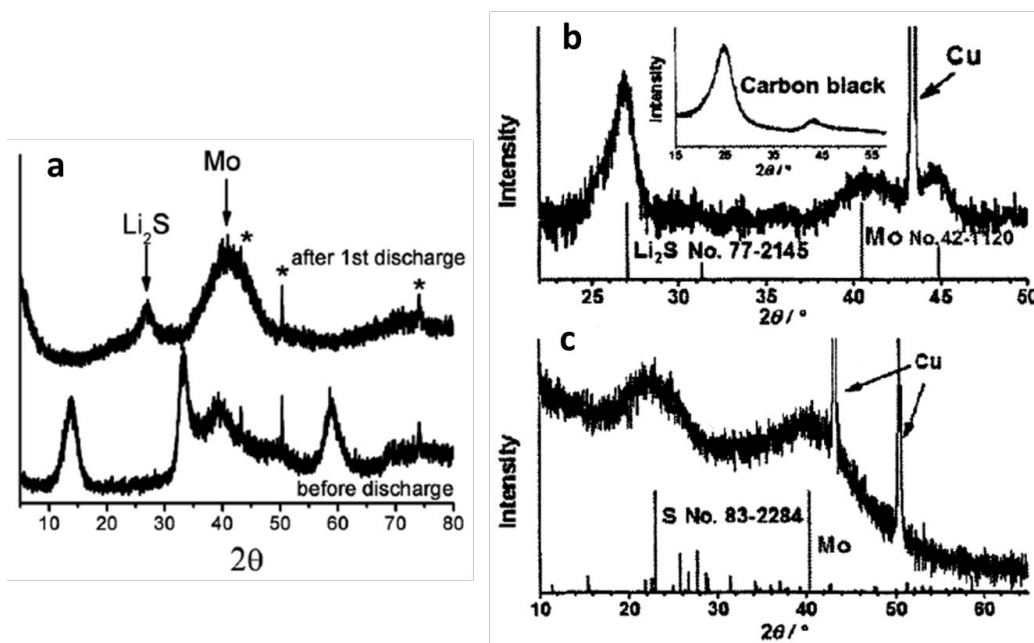 a
Mo
Li2S
*
after 1st discharge
*
*
before discharge
10 20 30 40 50 60 70 80
2θ
b
Intensity
Carbon black
15 25 35 45 55
2θ/°
Cu
Intensity
Li2S No. 77-2145
Mo No.42-1120
25 30 35 40 45 50
2θ/°
c
Cu
Intensity
S No. 83-2284
Mo
10 20 30 40 50 60
2θ/°